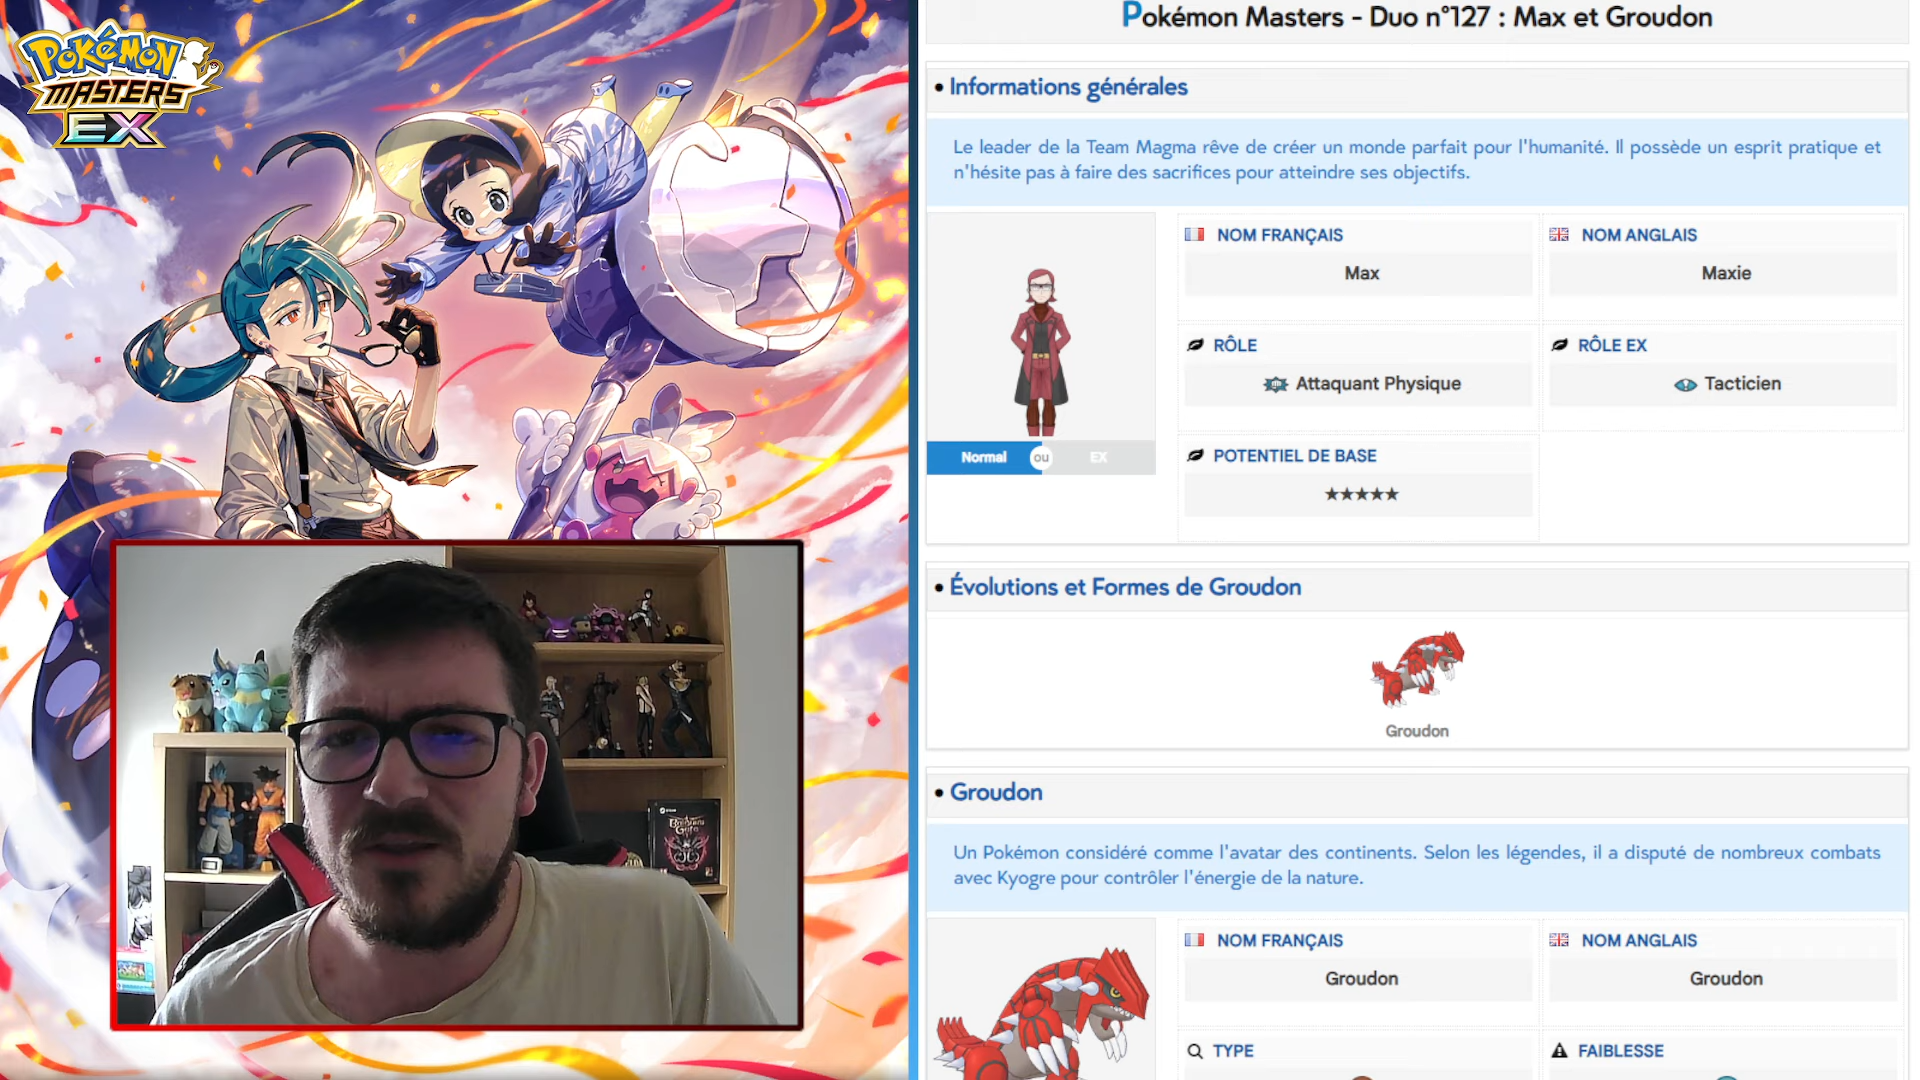 POKÉMON
MASTERS
EX
Pokémon Masters - Duo n°127 : Max et Groudon
• Informations générales
Le leader de la Team Magma rêve de créer un monde parfait pour l'humanité. Il possède un esprit pratique et
n'hésite pas à faire des sacrifices pour atteindre ses objectifs.
NOM FRANÇAIS
Max
NOM ANGLAIS
Maxie
RÔLE
Attaquant Physique
RÔLE EX
Tacticien
Normal ou EX
POTENTIEL DE BASE
★★★★★
• Évolutions et Formes de Groudon
Groudon
• Groudon
Un Pokémon considéré comme l'avatar des continents. Selon les légendes, il a disputé de nombreux combats
avec Kyogre pour contrôler l'énergie de la nature.
NOM FRANÇAIS
Groudon
NOM ANGLAIS
Groudon
TYPE
FAIBLESSE
Baldur's
Gate